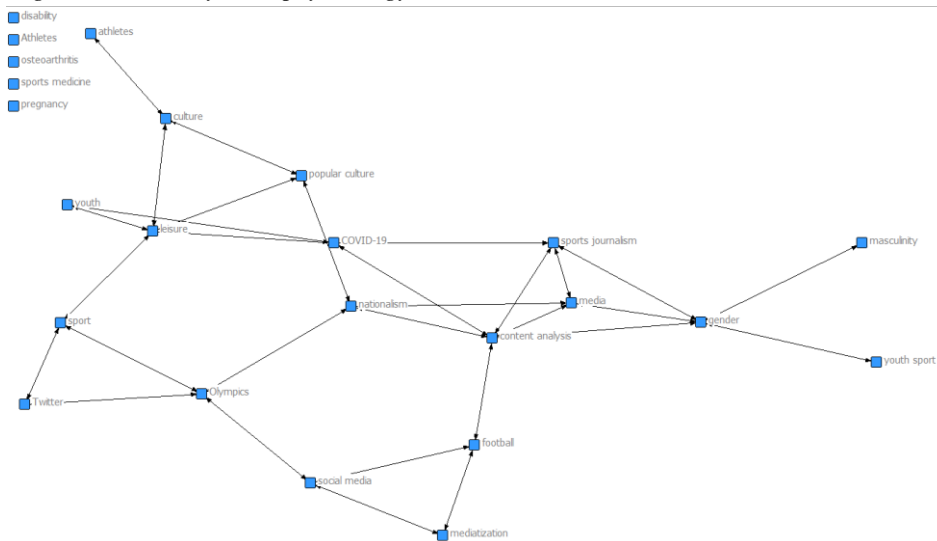 disability
athletes
Athletes
osteoarthritis
sports medicine
pregnancy
culture
popular culture
youth
leisure
COVID-19
sports journalism
masculinity
media
nationalism
sport
gender
content analysis
youth sport
Olympics
Twitter
football
social media
mediatization